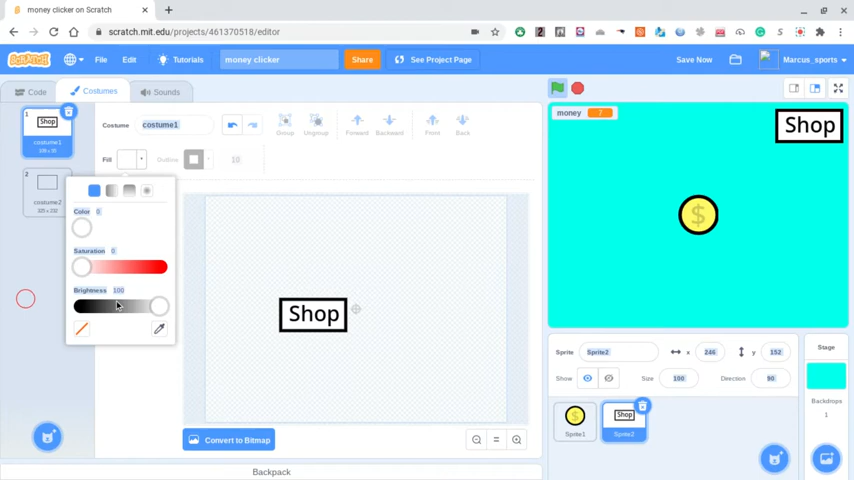 money clicker on Scratch
scratch.mit.edu/projects/461370518/editor
SCRATCH
File
Edit
Tutorials
money clicker
Share
See Project Page
Save Now
Marcus_sports
Code
Costumes
Sounds
1
Shop
costume1
2
costume2
Costume
costume1
Group
Ungroup
Forward
Backward
Front
Back
Fill
Outline
10
Color 0
Saturation 0
Brightness 100
Shop
Convert to Bitmap
Backpack
money 7
Shop
$
Sprite
Sprite2
x
246
y
152
Show
Size
100
Direction
90
$
Sprite1
Shop
Sprite2
Stage
Backdrops
1